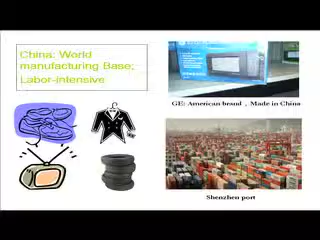 China: World
manufacturing Base;
Labor-intensive
GE: American brand , Made in China
Shenzhen port